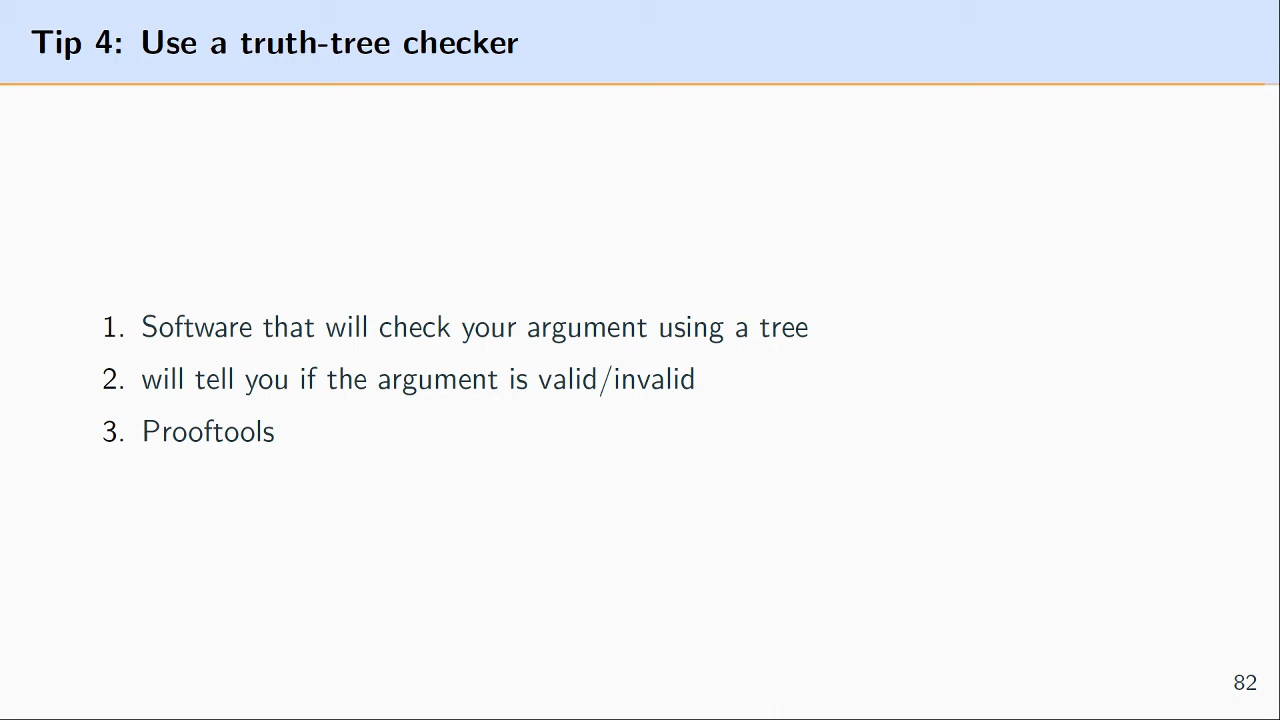 Tip 4: Use a truth-tree checker
1. Software that will check your argument using a tree
2. will tell you if the argument is valid/invalid
3. Prooftools
82